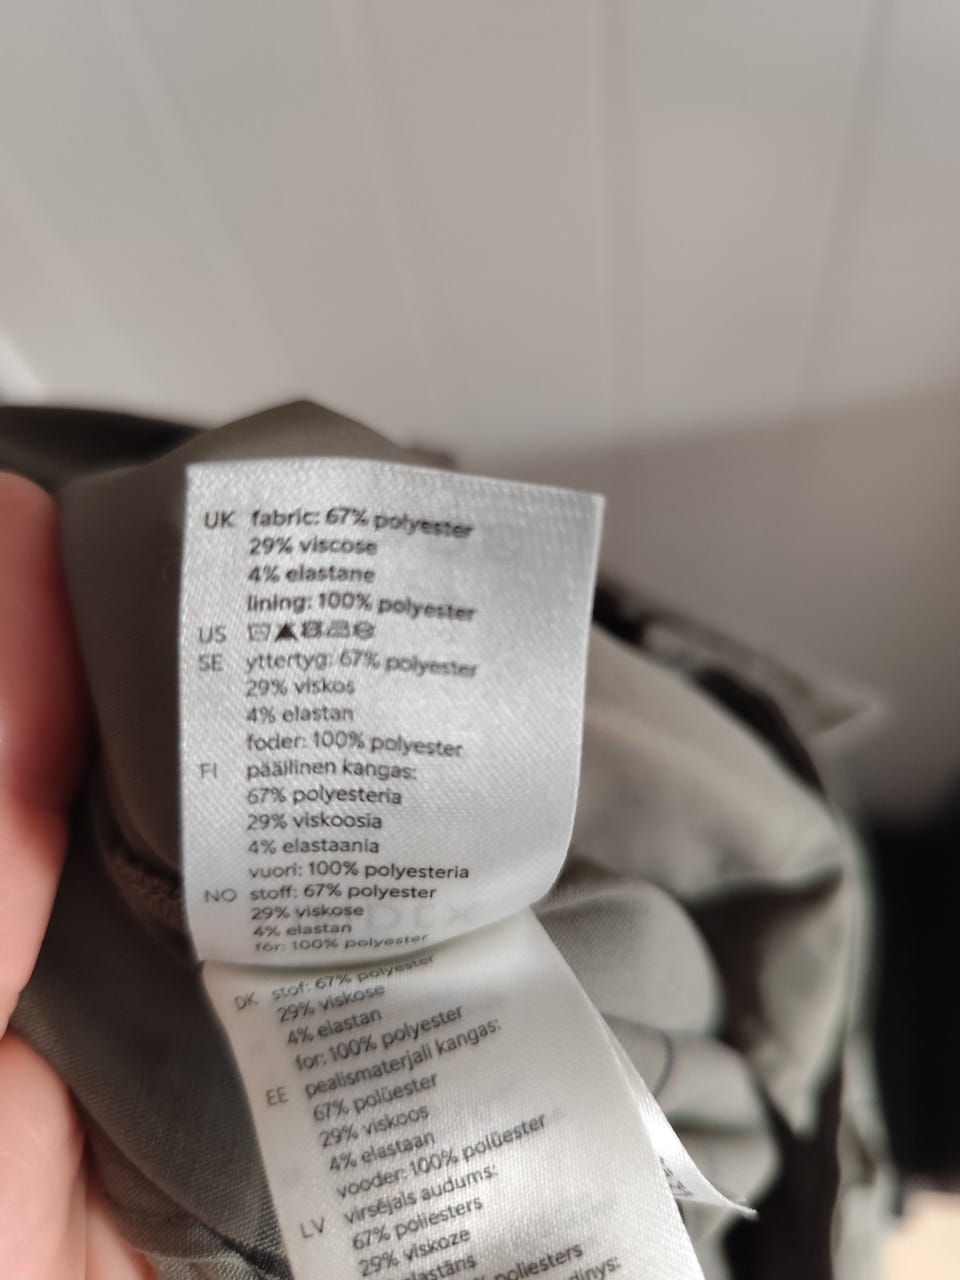 UK fabric: 67% polyester
29% viscose
4% elastane
lining: 100% polyester
US
SE yttertyg: 67% polyester
29% viskos
4% elastan
foder: 100% polyester
FI päällinen kangas:
67% polyesteria
29% viskoosia
4% elastaania
vuori: 100% polyesteria
NO stoff: 67% polyester
29% viskose
4% elastan
fôr: 100% polyester
DK stof: 67% polyester
29% viskose
4% elastan
for: 100% polyester
EE pealismaterjali kangas:
67% polüester
29% viskoos
4% elastaan
vooder: 100% polüester
LV virsējais audums:
67% poliesters
29% viskoze
elastāns
poliesters